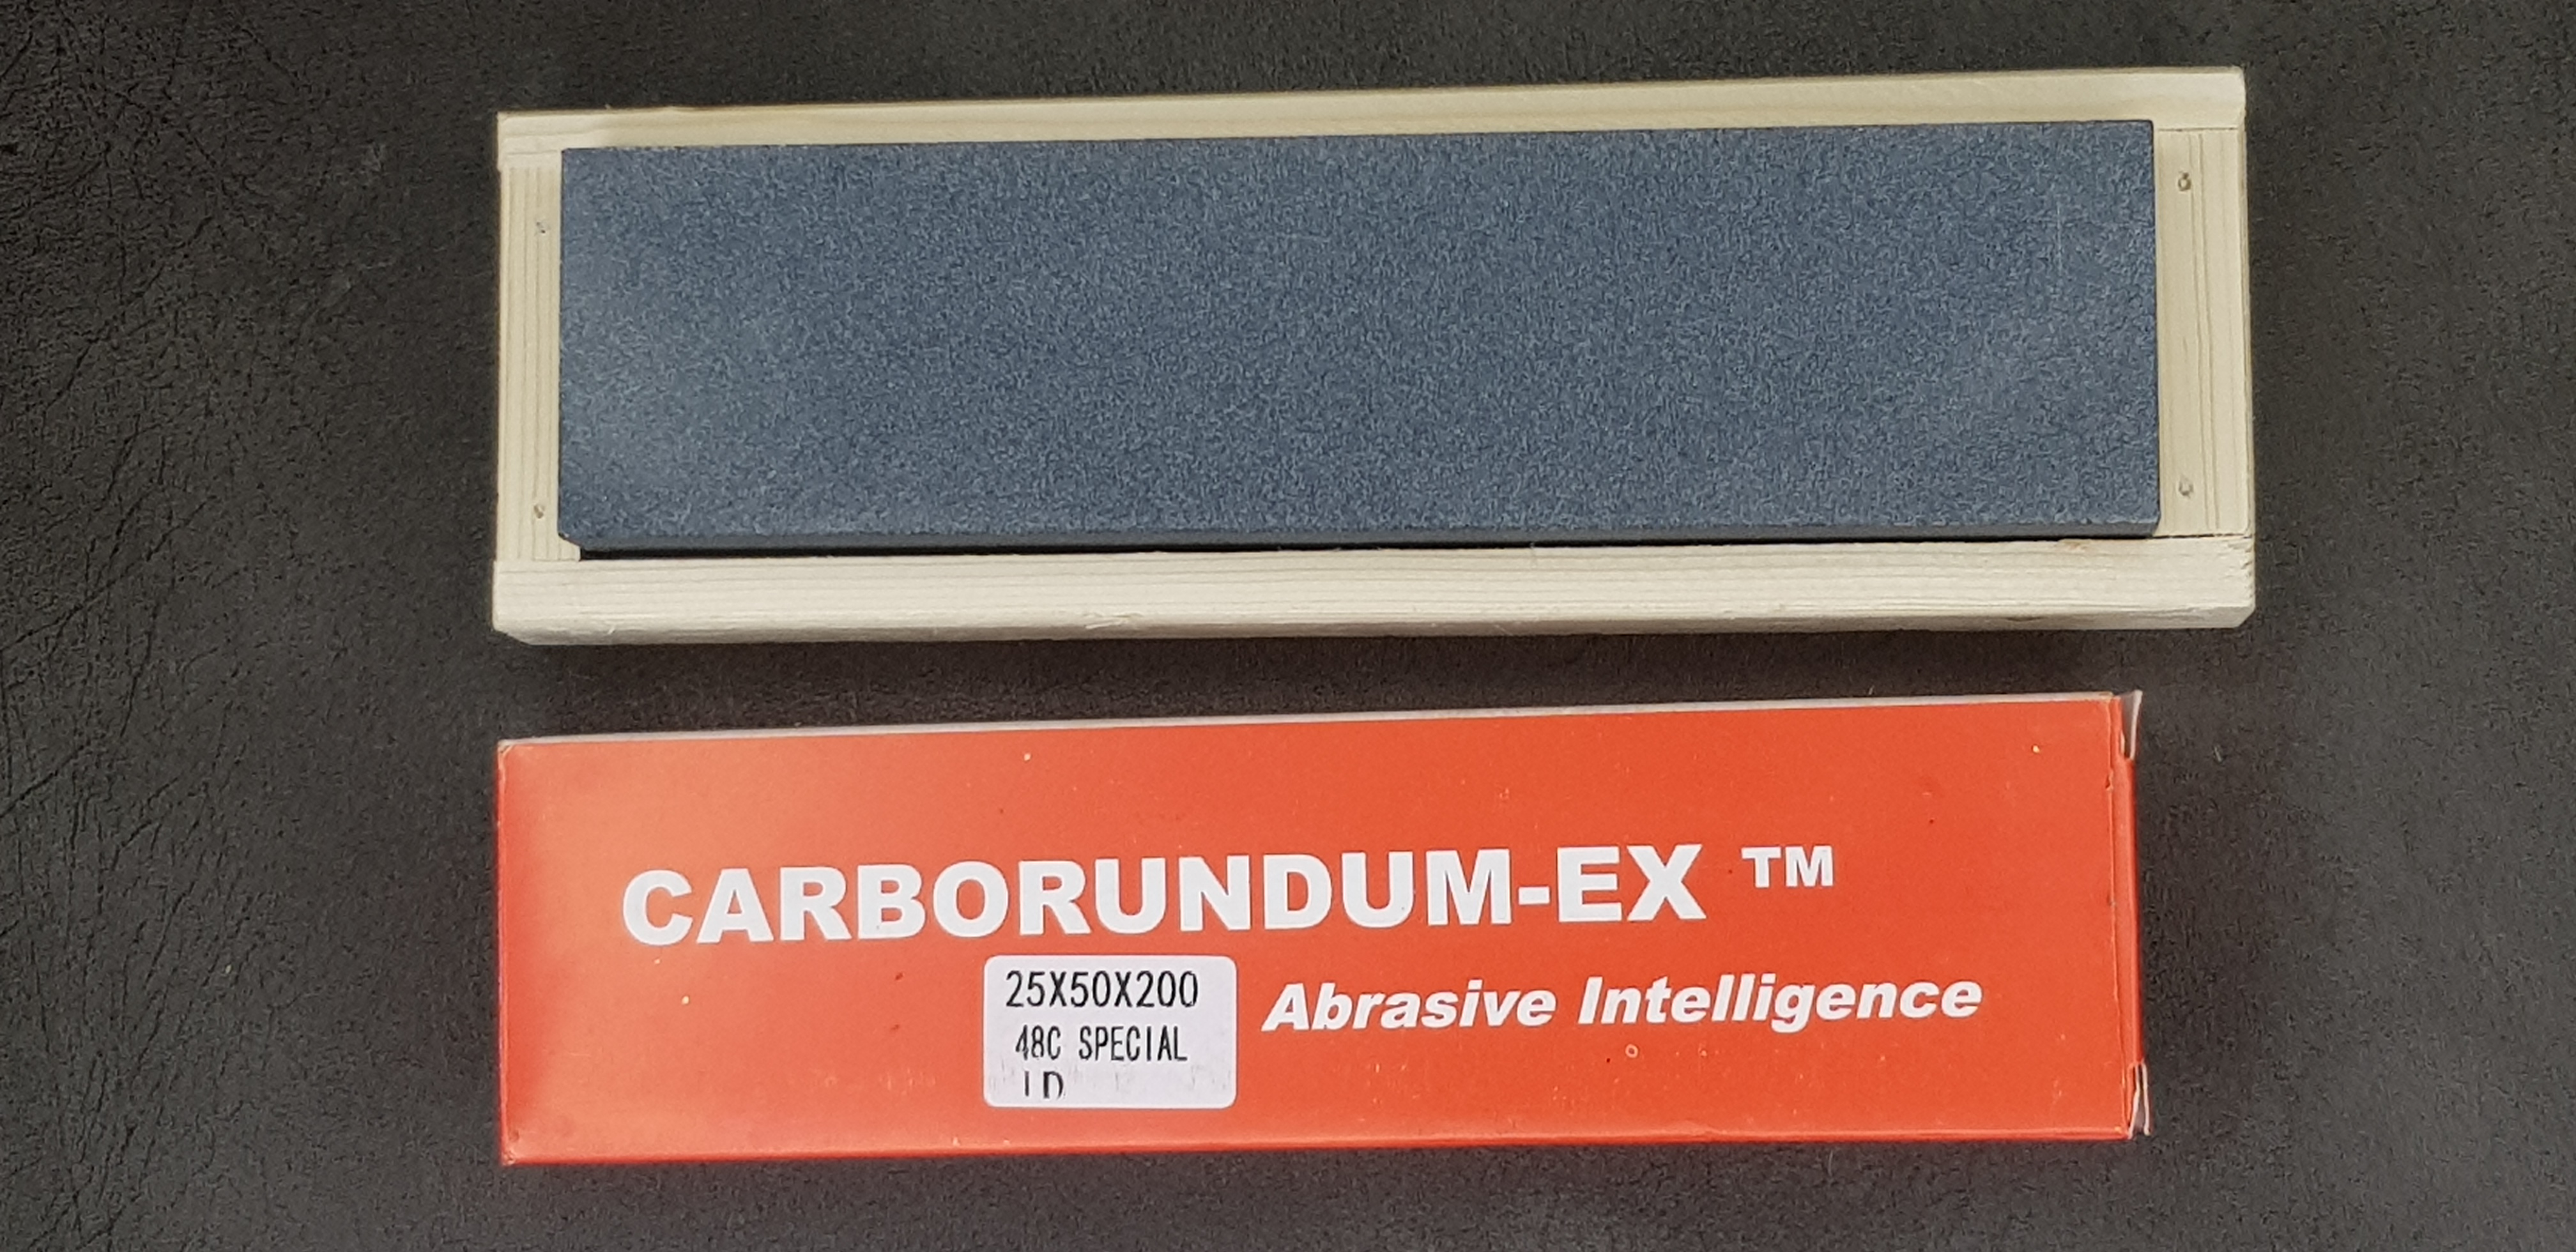 CARBORUNDUM-EX ™
25X50X200
Abrasive Intelligence
48C SPECIAL